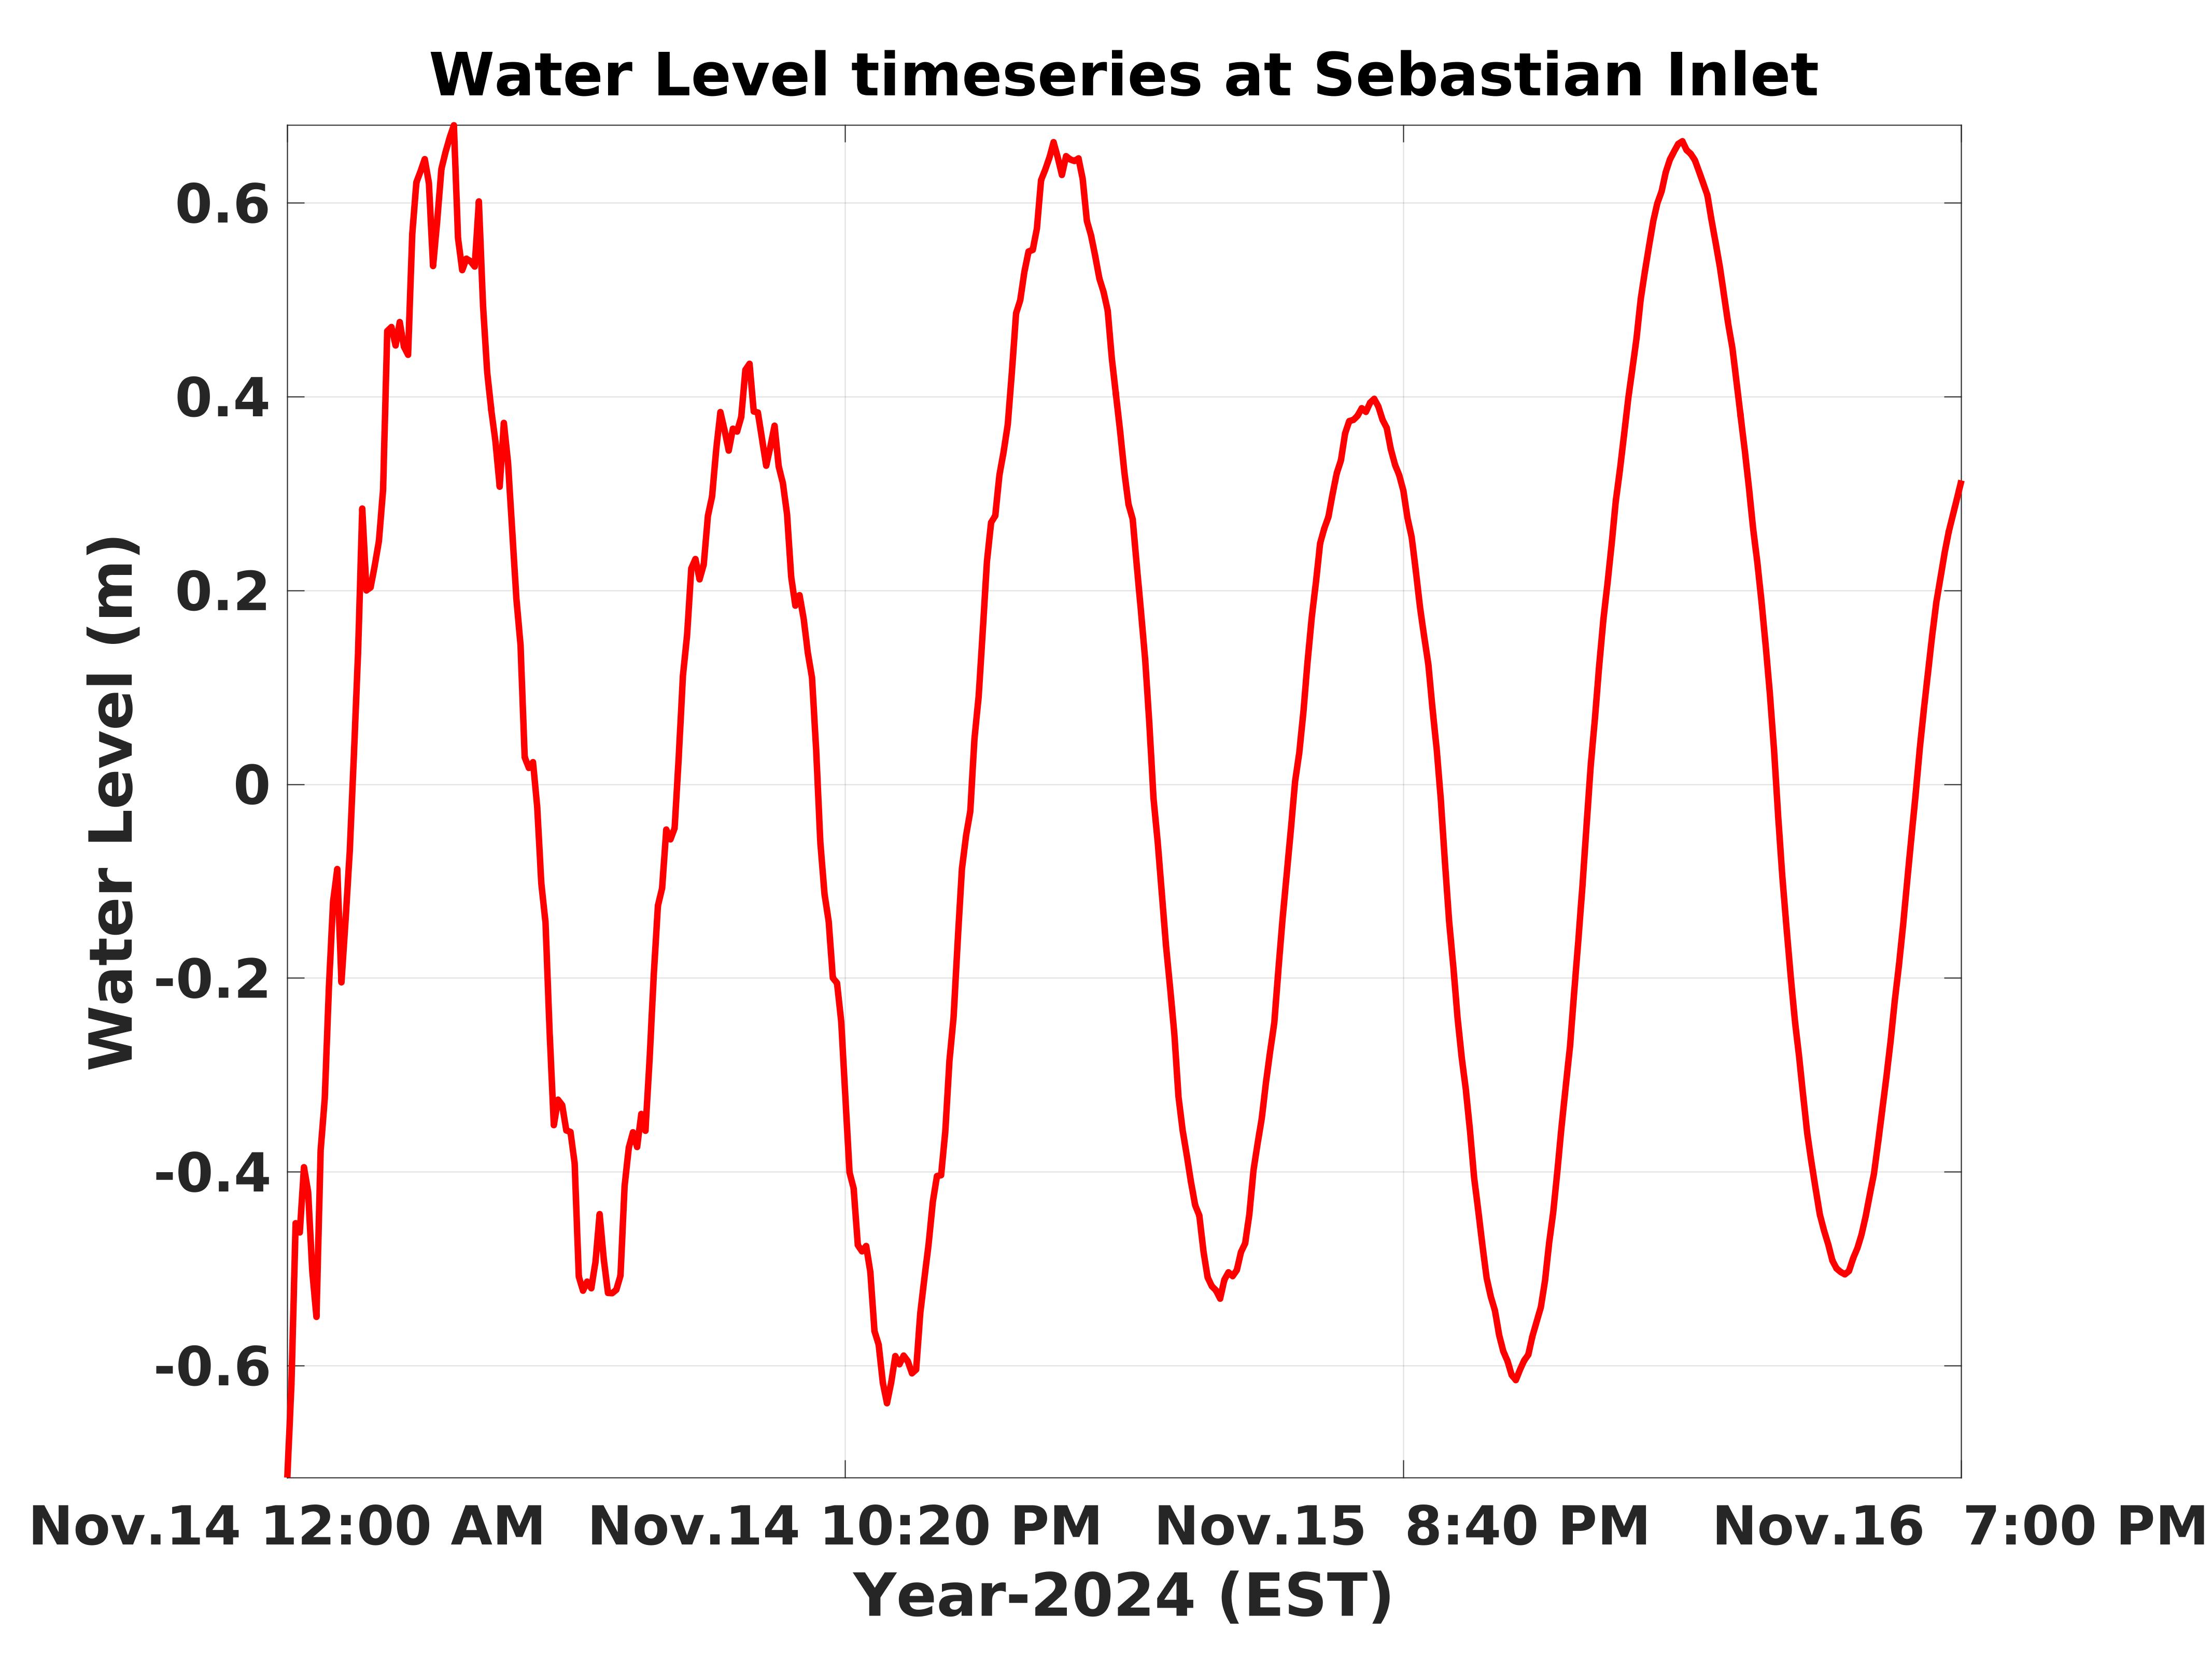 Water Level timeseries at Sebastian Inlet
Water Level (m)
0.6
0.4
0.2
0
-0.2
-0.4
-0.6
Nov.14 12:00 AM Nov.14 10:20 PM Nov.15 8:40 PM Nov.16 7:00 PM
Year-2024 (EST)